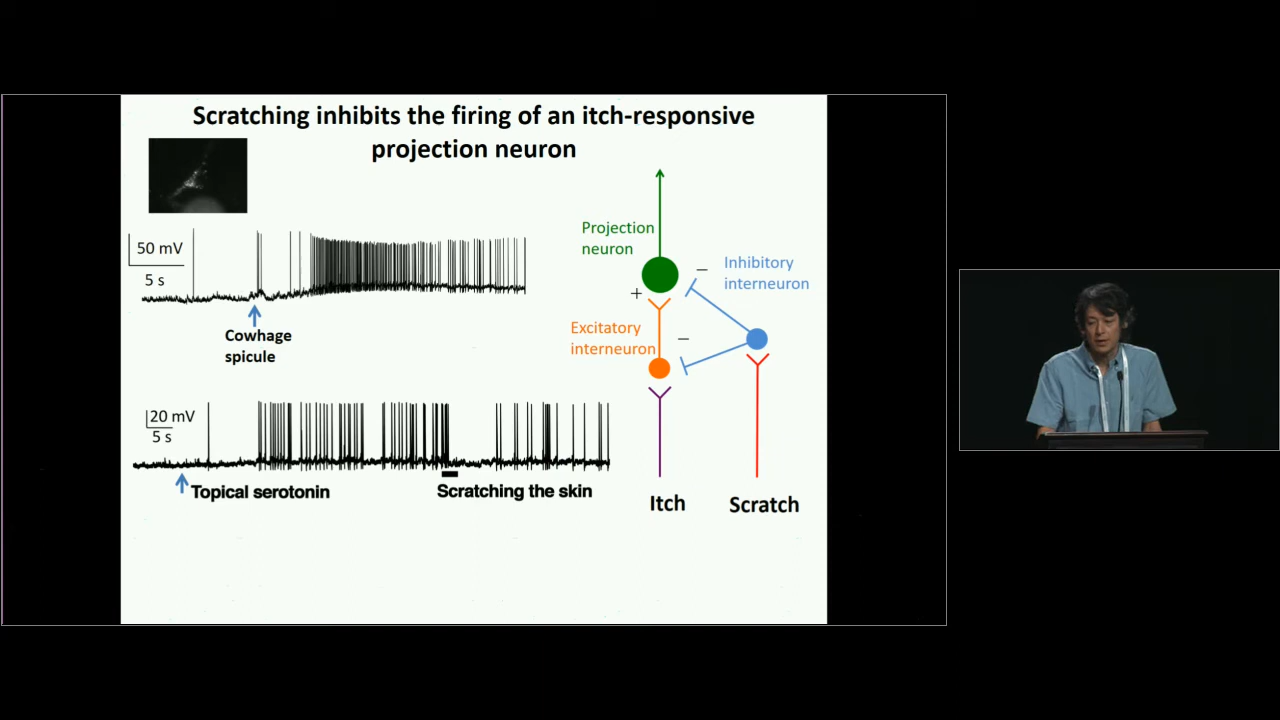 Scratching inhibits the firing of an itch-responsive
projection neuron
50 mV
5 s
Cowhage
spicule
20 mV
5 s
Topical serotonin
Scratching the skin
Projection
neuron
−
Inhibitory
interneuron
+
Excitatory
interneuron
−
Itch
Scratch